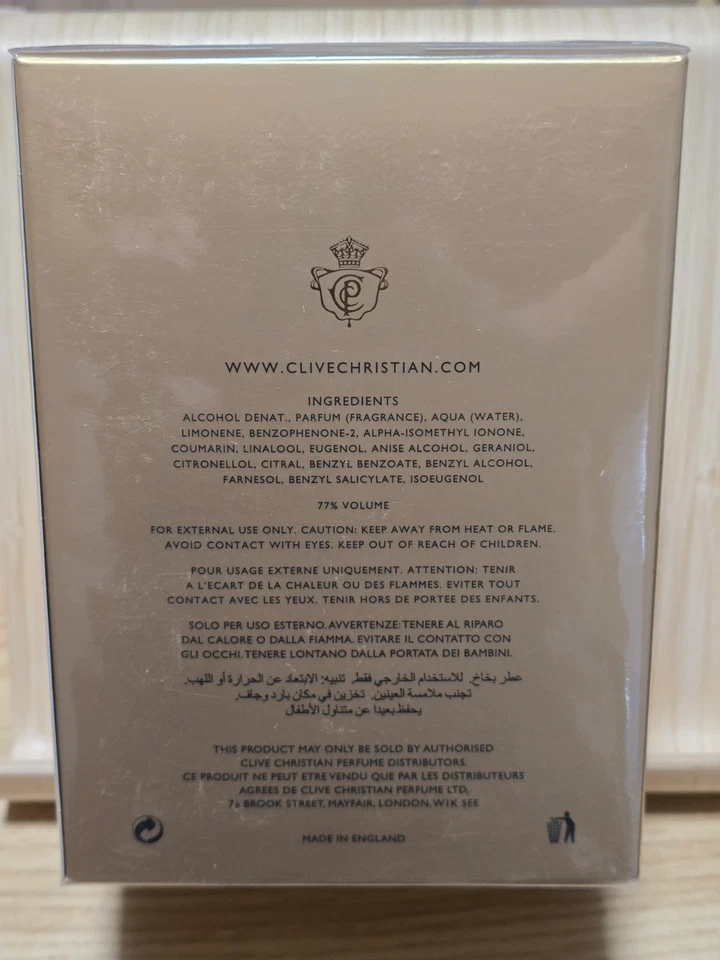 WWW.CLIVECHRISTIAN.COM
INGREDIENTS
ALCOHOL DENAT., PARFUM (FRAGRANCE), AQUA (WATER),
LIMONENE, BENZOPHENONE-2, ALPHA-ISOMETHYL IONONE,
COUMARIN, LINALOOL, EUGENOL, ANISE ALCOHOL, GERANIOL,
CITRONELLOL, CITRAL, BENZYL BENZOATE, BENZYL ALCOHOL,
FARNESOL, BENZYL SALICYLATE, ISOEUGENOL
77% VOLUME
FOR EXTERNAL USE ONLY. CAUTION: KEEP AWAY FROM HEAT OR FLAME.
AVOID CONTACT WITH EYES. KEEP OUT OF REACH OF CHILDREN.
POUR USAGE EXTERNE UNIQUEMENT. ATTENTION: TENIR
A L'ECART DE LA CHALEUR OU DES FLAMMES. EVITER TOUT
CONTACT AVEC LES YEUX. TENIR HORS DE PORTEE DES ENFANTS.
SOLO PER USO ESTERNO. AVVERTENZE: TENERE AL RIPARO
DAL CALORE O DALLA FIAMMA. EVITARE IL CONTATTO CON
GLI OCCHI. TENERE LONTANO DALLA PORTATA DEI BAMBINI.
عطر بخاخ. للاستخدام الخارجي فقط. تنبيه: الابتعاد عن الحرارة أو اللهب.
تجنب ملامسة العينين. تخزين في مكان بارد وجاف.
يحفظ بعيدا عن متناول الأطفال
THIS PRODUCT MAY ONLY BE SOLD BY AUTHORISED
CLIVE CHRISTIAN PERFUME DISTRIBUTORS.
CE PRODUIT NE PEUT ETRE VENDU QUE PAR LES DISTRIBUTEURS
AGREES DE CLIVE CHRISTIAN PERFUME LTD,
76 BROOK STREET, MAYFAIR, LONDON, W1K 5EE
MADE IN ENGLAND